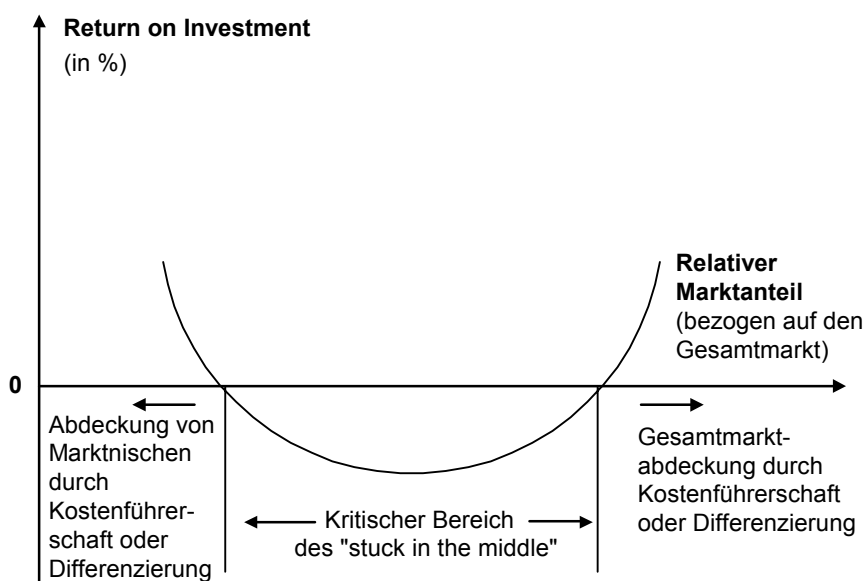 Return on Investment
(in %)
Relativer
Marktanteil
(bezogen auf den
Gesamtmarkt)
0
Abdeckung von
Marktnischen
durch
Kostenführer-
schaft oder
Differenzierung
Kritischer Bereich
des "stuck in the middle"
Gesamtmarkt-
abdeckung durch
Kostenführerschaft
oder Differenzierung